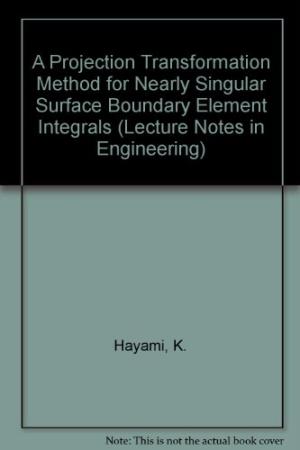 A Projection Transformation
Method for Nearly Singular
Surface Boundary Element
Integrals (Lecture Notes in
Engineering)
Hayami, K.
Note: This is not the actual book cover